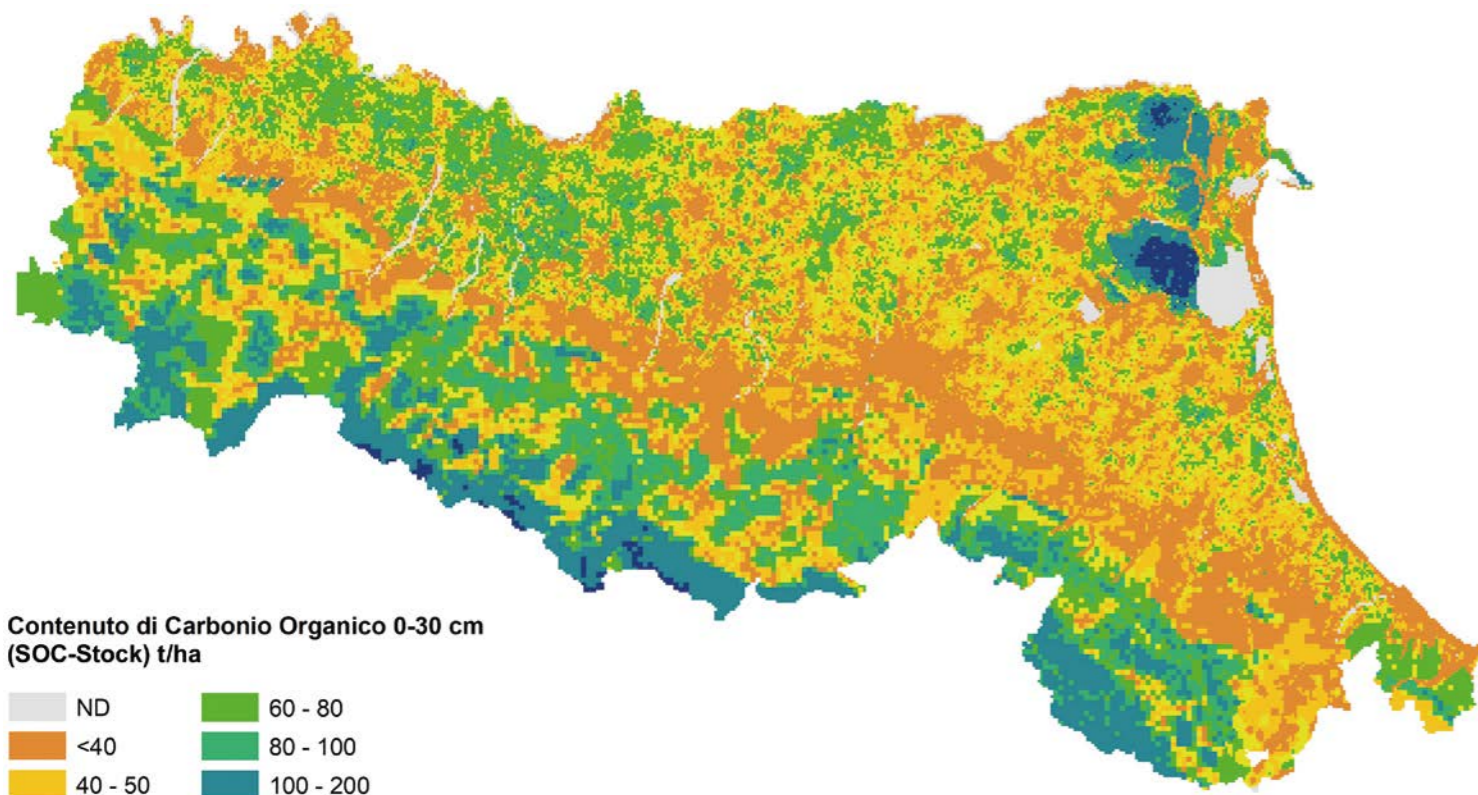 Contenuto di Carbonio Organico 0-30 cm
(SOC-Stock) t/ha
ND
<40
40 - 50
60 - 80
80 - 100
100 - 200